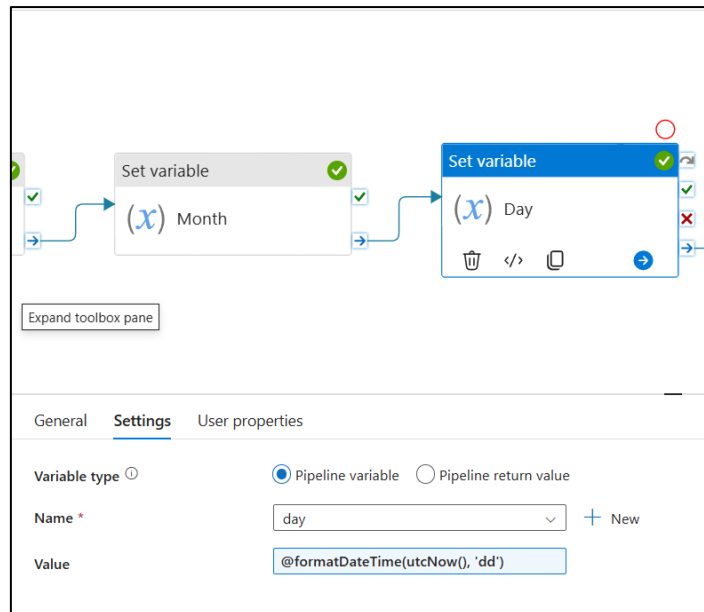 Set variable
(x) Month
Set variable
(x) Day
</>
Expand toolbox pane
General Settings User properties
Variable type Pipeline variable Pipeline return value
Name * day + New
Value @formatDateTime(utcNow(), 'dd')